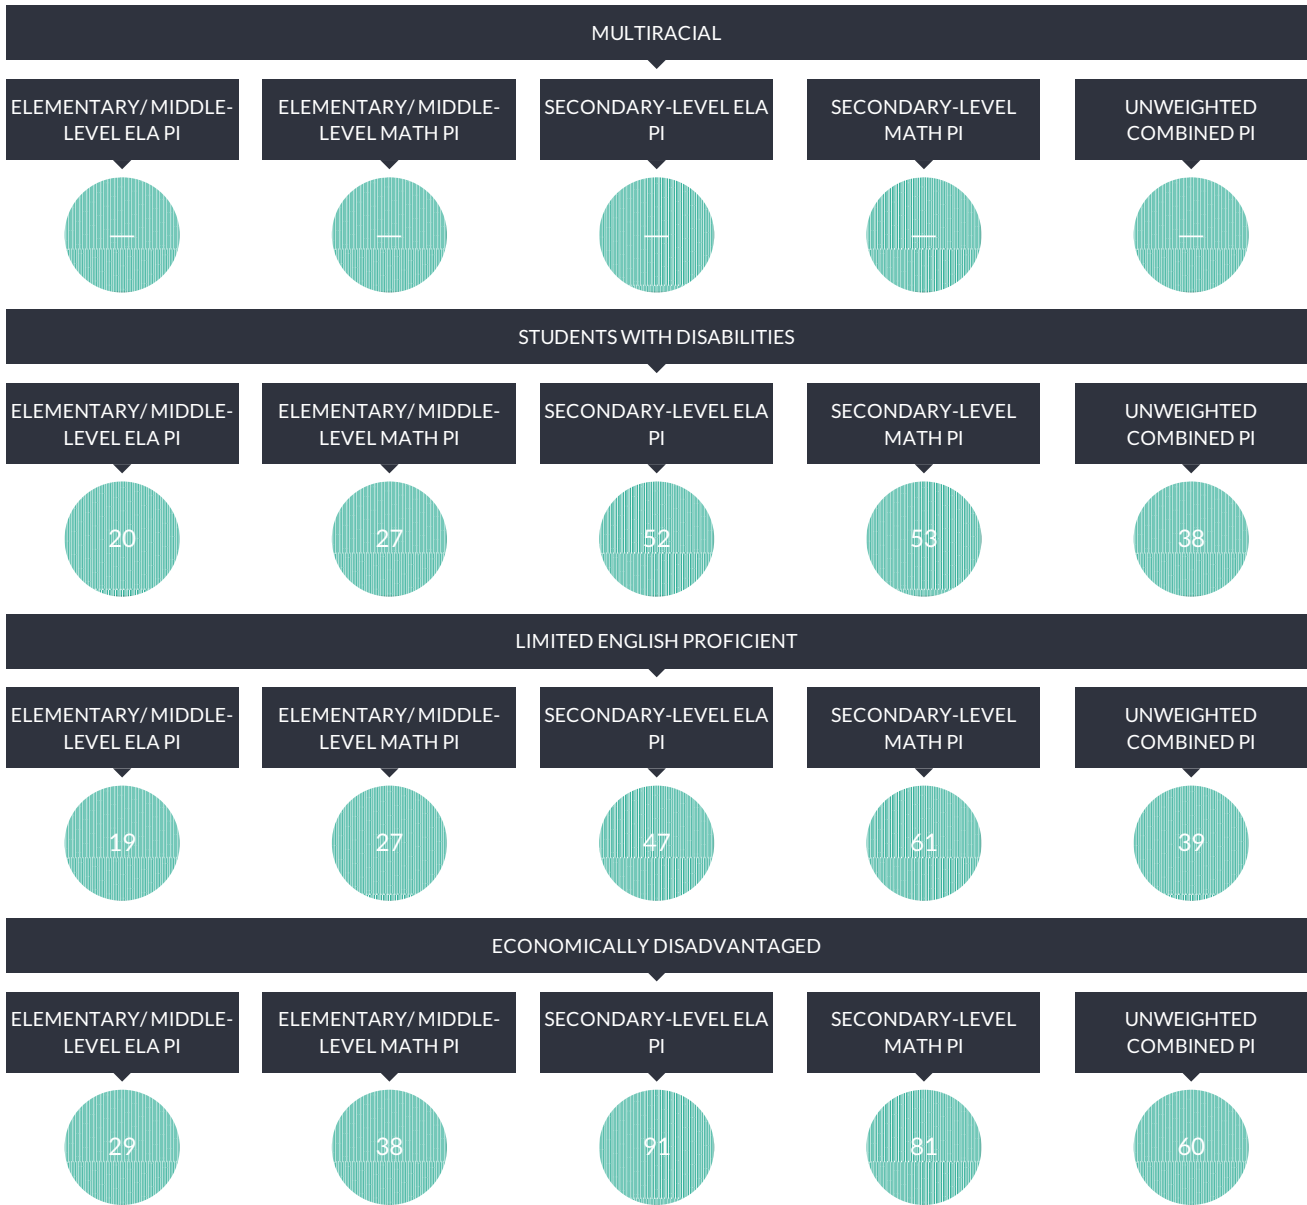 MULTIRACIAL
ELEMENTARY/ MIDDLE-
LEVEL ELA PI
ELEMENTARY/ MIDDLE-
LEVEL MATH PI
SECONDARY-LEVEL ELA
PI
SECONDARY-LEVEL
MATH PI
UNWEIGHTED
COMBINED PI
—
—
—
—
—
STUDENTS WITH DISABILITIES
ELEMENTARY/ MIDDLE-
LEVEL ELA PI
ELEMENTARY/ MIDDLE-
LEVEL MATH PI
SECONDARY-LEVEL ELA
PI
SECONDARY-LEVEL
MATH PI
UNWEIGHTED
COMBINED PI
20
27
52
53
38
LIMITED ENGLISH PROFICIENT
ELEMENTARY/ MIDDLE-
LEVEL ELA PI
ELEMENTARY/ MIDDLE-
LEVEL MATH PI
SECONDARY-LEVEL ELA
PI
SECONDARY-LEVEL
MATH PI
UNWEIGHTED
COMBINED PI
19
27
47
61
39
ECONOMICALLY DISADVANTAGED
ELEMENTARY/ MIDDLE-
LEVEL ELA PI
ELEMENTARY/ MIDDLE-
LEVEL MATH PI
SECONDARY-LEVEL ELA
PI
SECONDARY-LEVEL
MATH PI
UNWEIGHTED
COMBINED PI
29
38
91
81
60